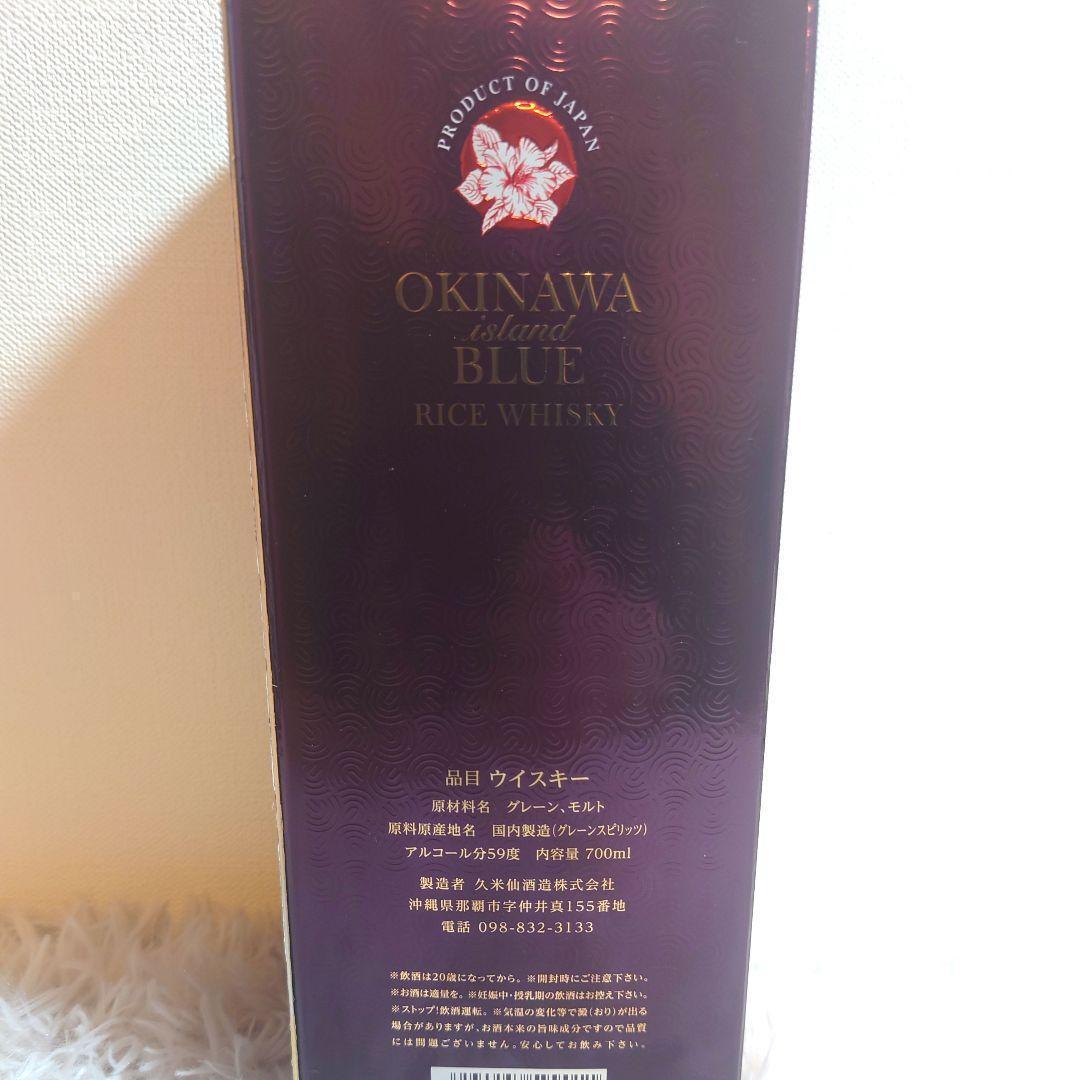 PRODUCT OF JAPAN
OKINAWA
island
BLUE
RICE WHISKY
品目 ウイスキー
原材料名 グレーン、モルト
原料原産地名 国内製造(グレーンスピリッツ)
アルコール分59度 内容量 700ml
製造者 久米仙酒造株式会社
沖縄県那覇市字仲井真155番地
電話 098-832-3133
※飲酒は20歳になってから。※開封時にご注意下さい。
※お酒は適量を。※妊娠中・授乳期の飲酒はお控え下さい。
※ストップ!飲酒運転。※気温の変化等で澱(おり)が出る
場合がありますが、お酒本来の旨味成分ですので品質
には問題ございません。安心してお飲み下さい。